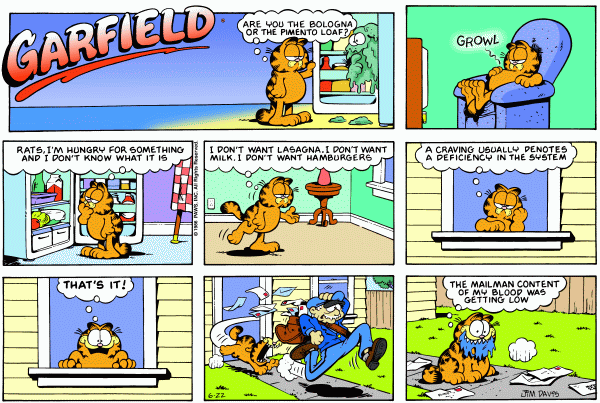 GARFIELD
ARE YOU THE BOLOGNA
OR THE PIMENTO LOAF?
GROWL
RATS, I'M HUNGRY FOR SOMETHING
AND I DON'T KNOW WHAT IT IS
I DON'T WANT LASAGNA. I DON'T WANT
MILK. I DON'T WANT HAMBURGERS
A CRAVING USUALLY DENOTES
A DEFICIENCY IN THE SYSTEM
THAT'S IT!
6-22
THE MAILMAN CONTENT
OF MY BLOOD WAS
GETTING LOW
JIM DAVIS